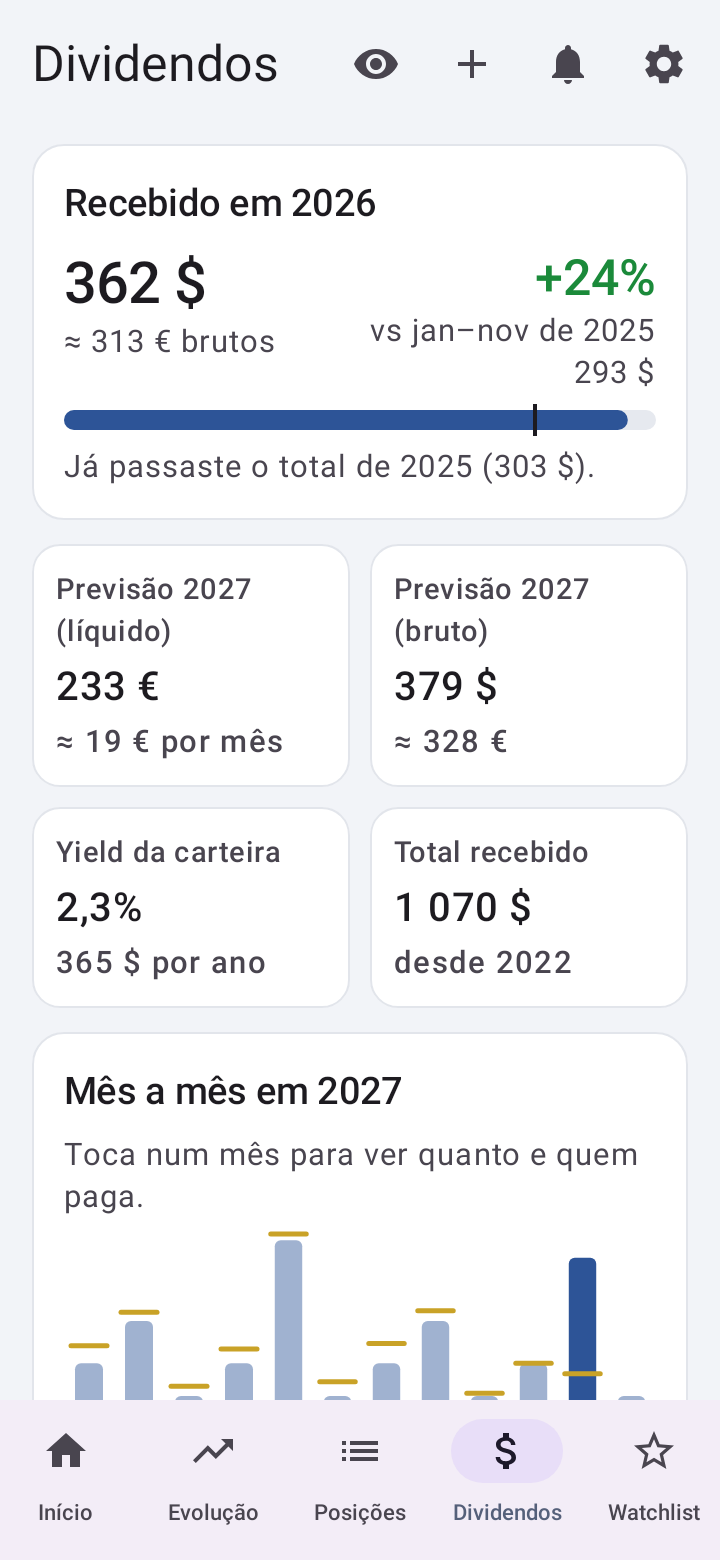 Dividendos
Recebido em 2026
362 $
+24%
≈ 313 € brutos
vs jan–nov de 2025
293 $
Já passaste o total de 2025 (303 $).
Previsão 2027
(líquido)
233 €
≈ 19 € por mês
Previsão 2027
(bruto)
379 $
≈ 328 €
Yield da carteira
2,3%
365 $ por ano
Total recebido
1 070 $
desde 2022
Mês a mês em 2027
Toca num mês para ver quanto e quem
paga.
$
Início
Evolução
Posições
Dividendos
Watchlist